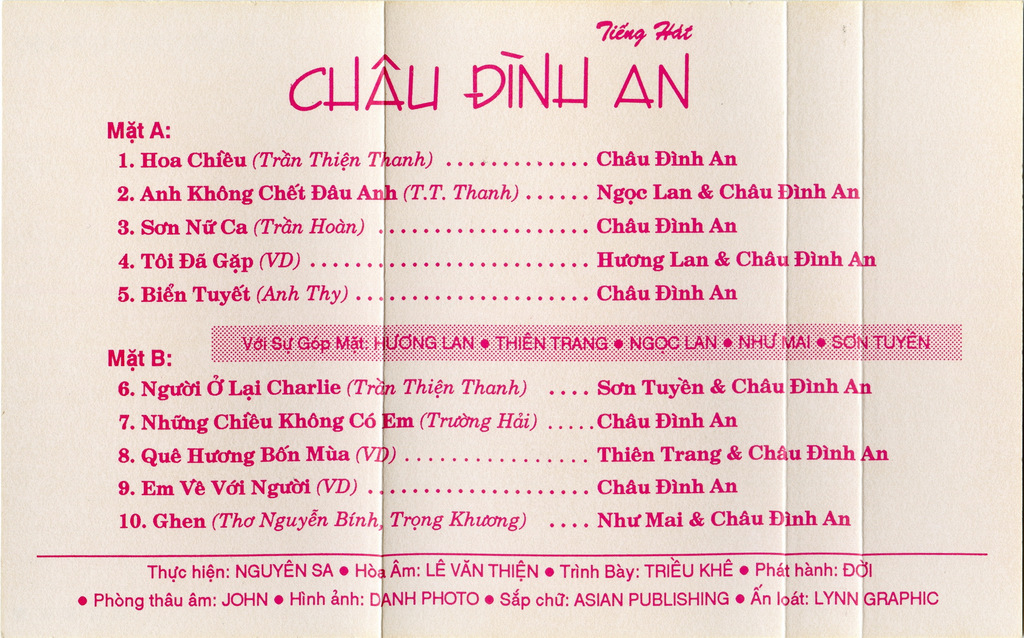 Tiếng Hát
CHÂU ĐÌNH AN
Mặt A:
1. Hoa Chiều (Trần Thiện Thanh) ............. Châu Đình An
2. Anh Không Chết Đâu Anh (T.T. Thanh) ...... Ngọc Lan & Châu Đình An
3. Sơn Nữ Ca (Trần Hoàn) ................... Châu Đình An
4. Tôi Đã Gặp (VD) ......................... Hương Lan & Châu Đình An
5. Biển Tuyết (Anh Thy) ..................... Châu Đình An
Với Sự Góp Mặt: HƯƠNG LAN ● THIÊN TRANG ● NGỌC LAN ● NHƯ MAI ● SƠN TUYỀN
Mặt B:
6. Người Ở Lại Charlie (Trần Thiện Thanh) .... Sơn Tuyền & Châu Đình An
7. Những Chiều Không Có Em (Trường Hải) ..... Châu Đình An
8. Quê Hương Bốn Mùa (VD) ................. Thiên Trang & Châu Đình An
9. Em Về Với Người (VD) .................... Châu Đình An
10. Ghen (Thơ Nguyễn Bính, Trọng Khương) .... Như Mai & Châu Đình An
Thực hiện: NGUYÊN SA ● Hòa Âm: LÊ VĂN THIỆN ● Trình Bày: TRIỀU KHÊ ● Phát hành: ĐỜI
● Phòng thâu âm: JOHN ● Hình ảnh: DANH PHOTO ● Sắp chữ: ASIAN PUBLISHING ● Ấn loát: LYNN GRAPHIC